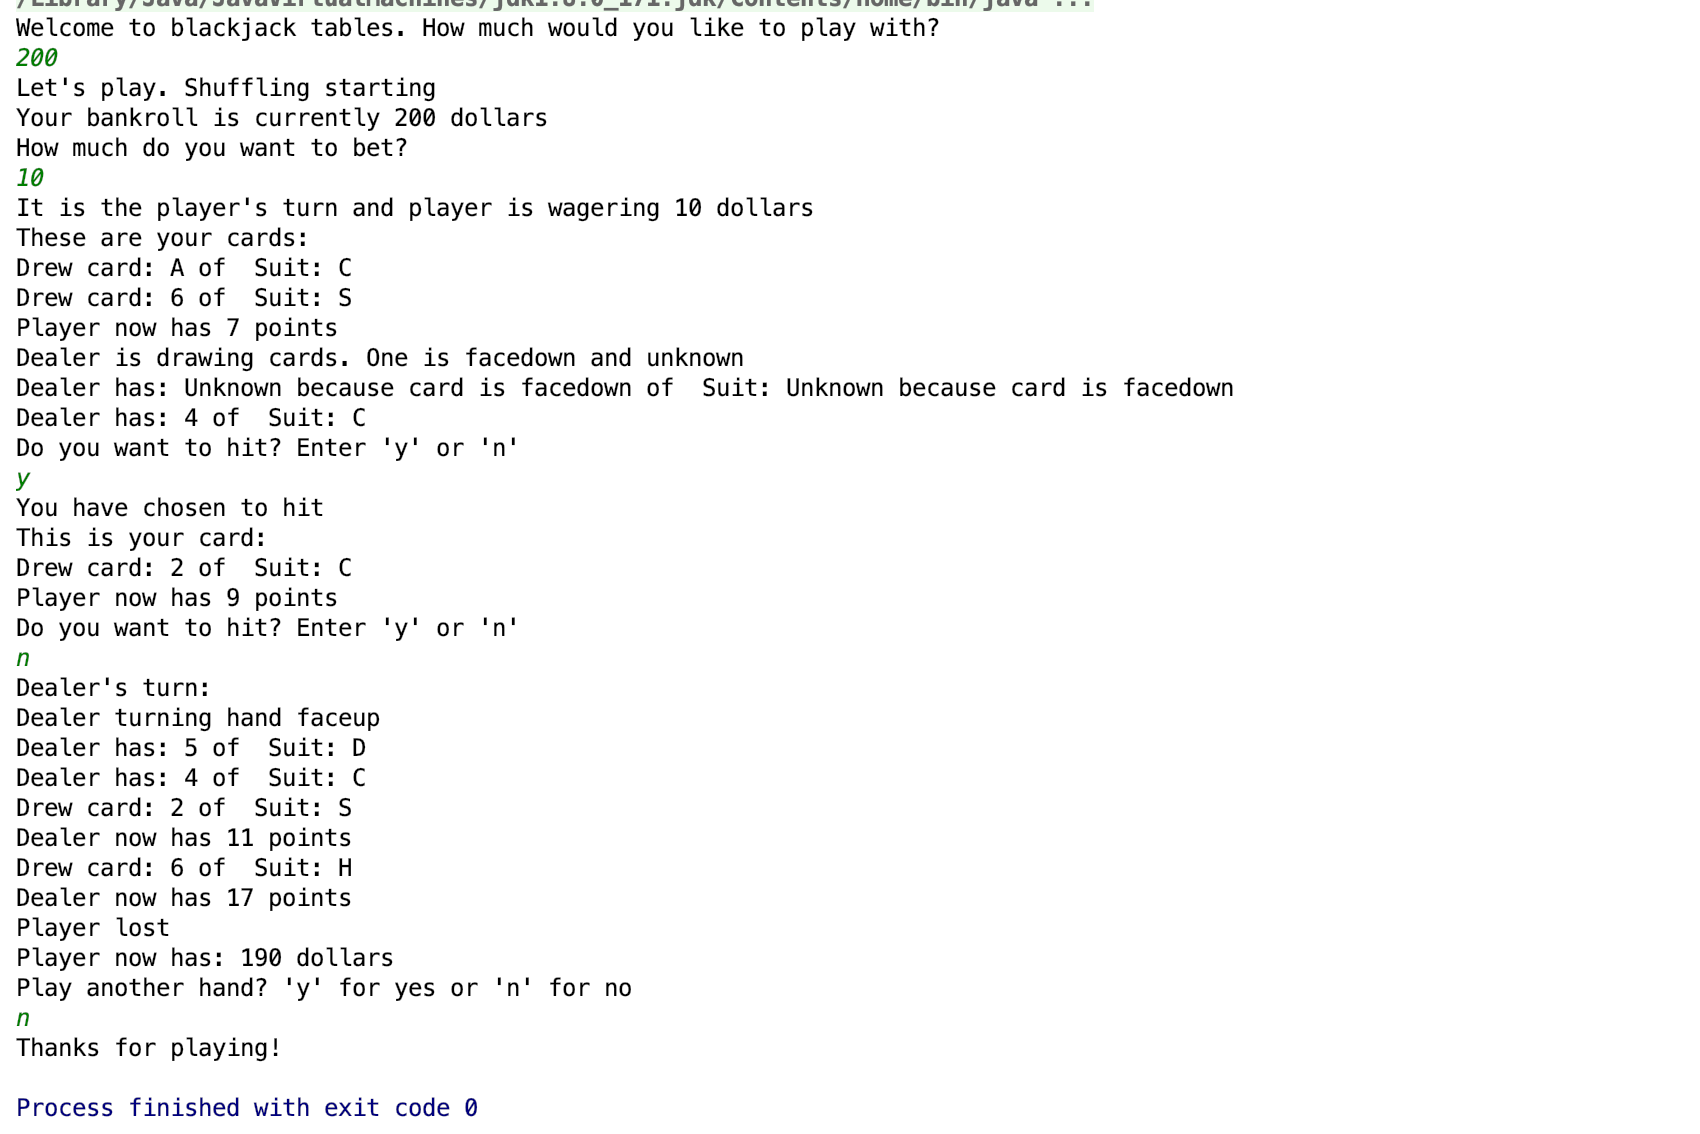 /Library/Java/JavaVirtualMachines/jdk1.8.0_171.jdk/Contents/Home/bin/java ...
Welcome to blackjack tables. How much would you like to play with?
200
Let's play. Shuffling starting
Your bankroll is currently 200 dollars
How much do you want to bet?
10
It is the player's turn and player is wagering 10 dollars
These are your cards:
Drew card: A of  Suit: C
Drew card: 6 of  Suit: S
Player now has 7 points
Dealer is drawing cards. One is facedown and unknown
Dealer has: Unknown because card is facedown of  Suit: Unknown because card is facedown
Dealer has: 4 of  Suit: C
Do you want to hit? Enter 'y' or 'n'
y
You have chosen to hit
This is your card:
Drew card: 2 of  Suit: C
Player now has 9 points
Do you want to hit? Enter 'y' or 'n'
n
Dealer's turn:
Dealer turning hand faceup
Dealer has: 5 of  Suit: D
Dealer has: 4 of  Suit: C
Drew card: 2 of  Suit: S
Dealer now has 11 points
Drew card: 6 of  Suit: H
Dealer now has 17 points
Player lost
Player now has: 190 dollars
Play another hand? 'y' for yes or 'n' for no
n
Thanks for playing!
Process finished with exit code 0